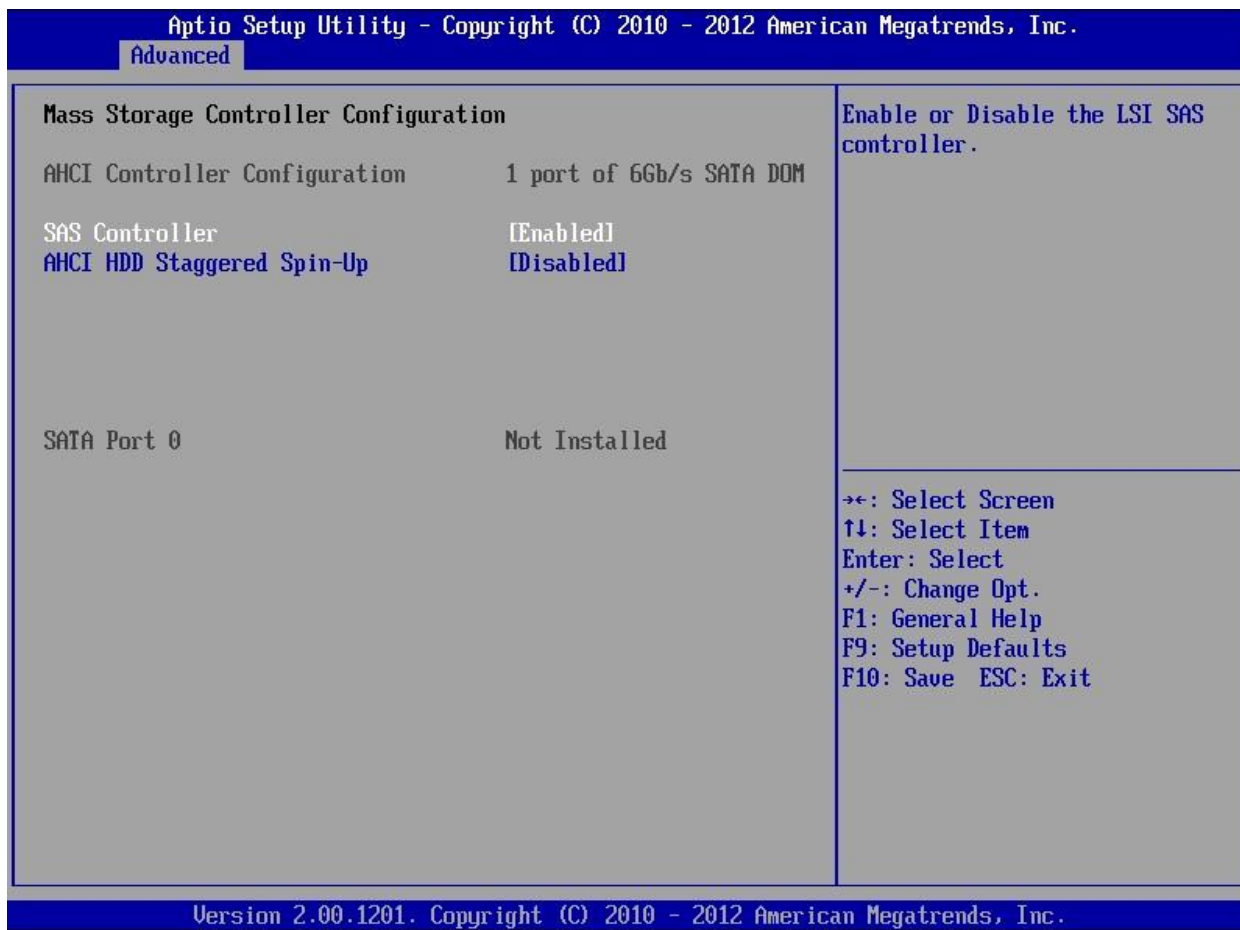 Aptio Setup Utility - Copyright (C) 2010 - 2012 American Megatrends, Inc.
Advanced
Mass Storage Controller Configuration
AHCI Controller Configuration 1 port of 6Gb/s SATA DOM
SAS Controller [Enabled]
AHCI HDD Staggered Spin-Up [Disabled]
SATA Port 0 Not Installed
Enable or Disable the LSI SAS
controller.
→←: Select Screen
↑↓: Select Item
Enter: Select
+/-: Change Opt.
F1: General Help
F9: Setup Defaults
F10: Save ESC: Exit
Version 2.00.1201. Copyright (C) 2010 - 2012 American Megatrends, Inc.